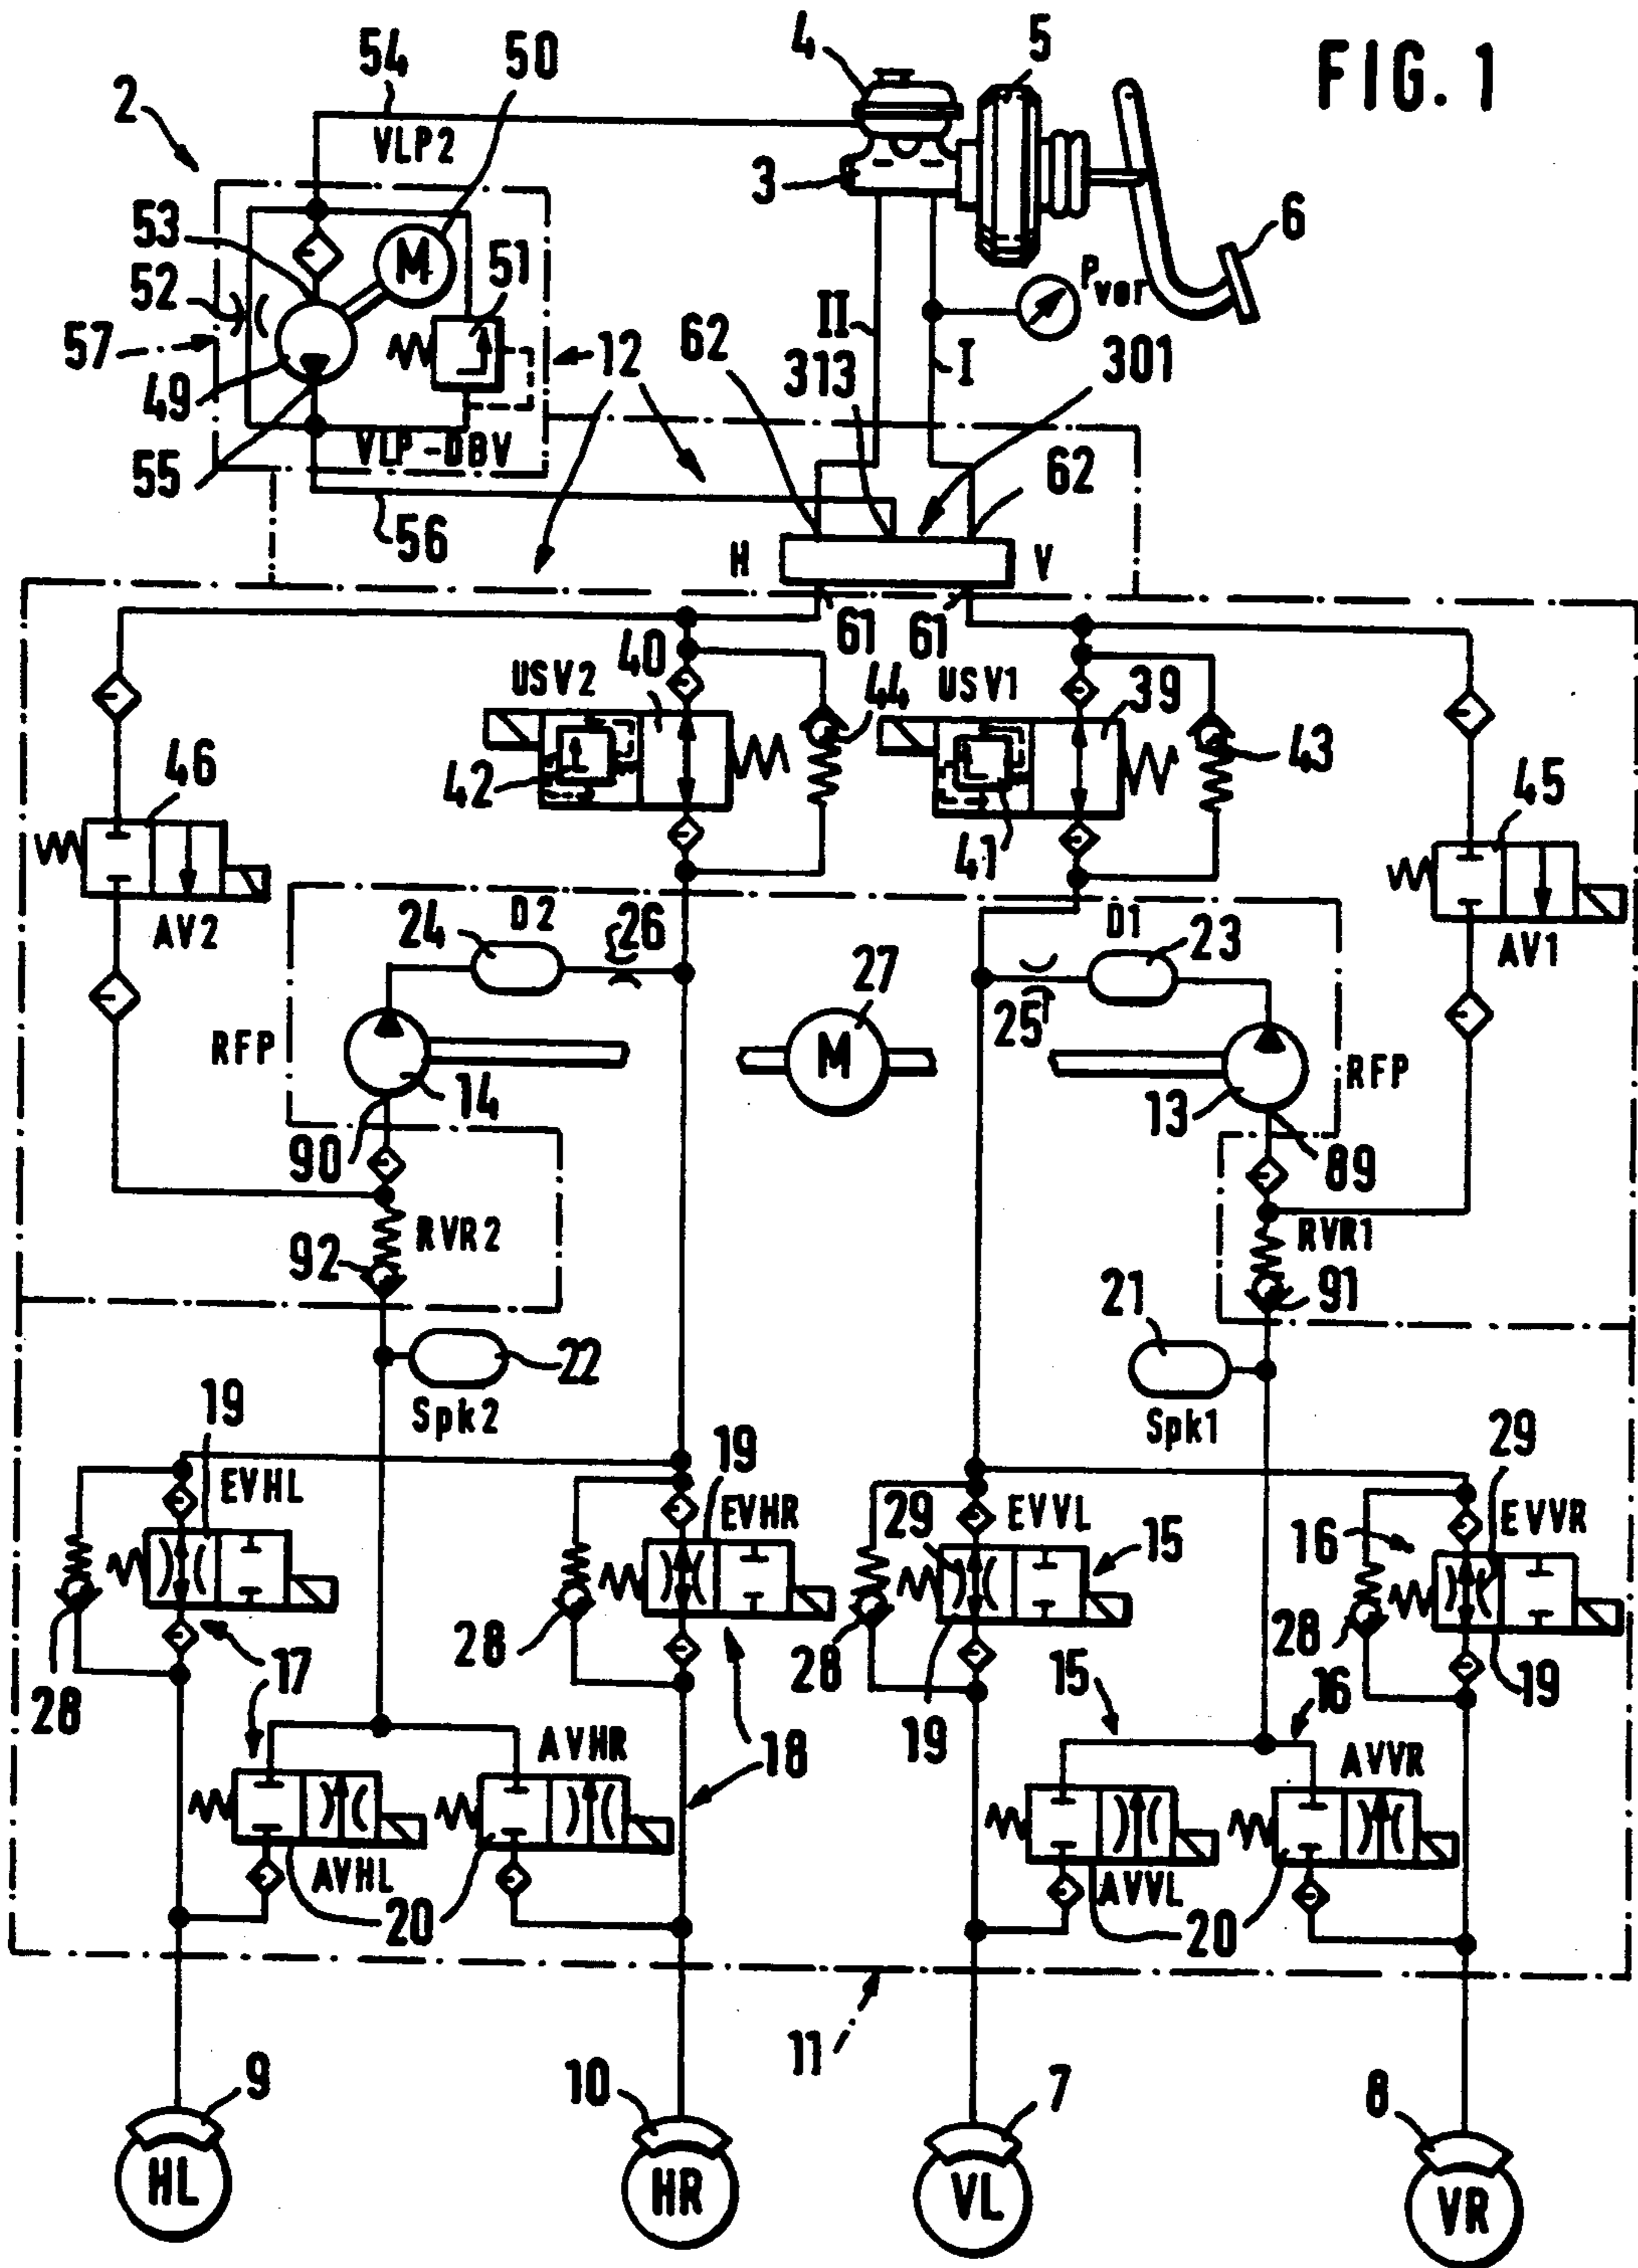 FIG. 1
54
50
4
5
2
VLP2
53
M
51
3
6
52
Pvor
57
12
62
II
I
313
301
49
VLP-DBV
55
56
62
H
V
61
61
40
USV2
44
USV1
39
42
43
46
41
45
AV2
D2
24
26
27
D1
23
AV1
25
M
RFP
14
13
RFP
90
89
RVR2
RVR1
92
91
21
22
Spk2
Spk1
19
EVHL
19
EVHR
29
EVVL
15
29
16
EVVR
28
17
28
28
15
16
28
19
19
AVHR
18
AVVR
AVHL
20
AVVL
20
11
9
10
7
8
HL
HR
VL
VR